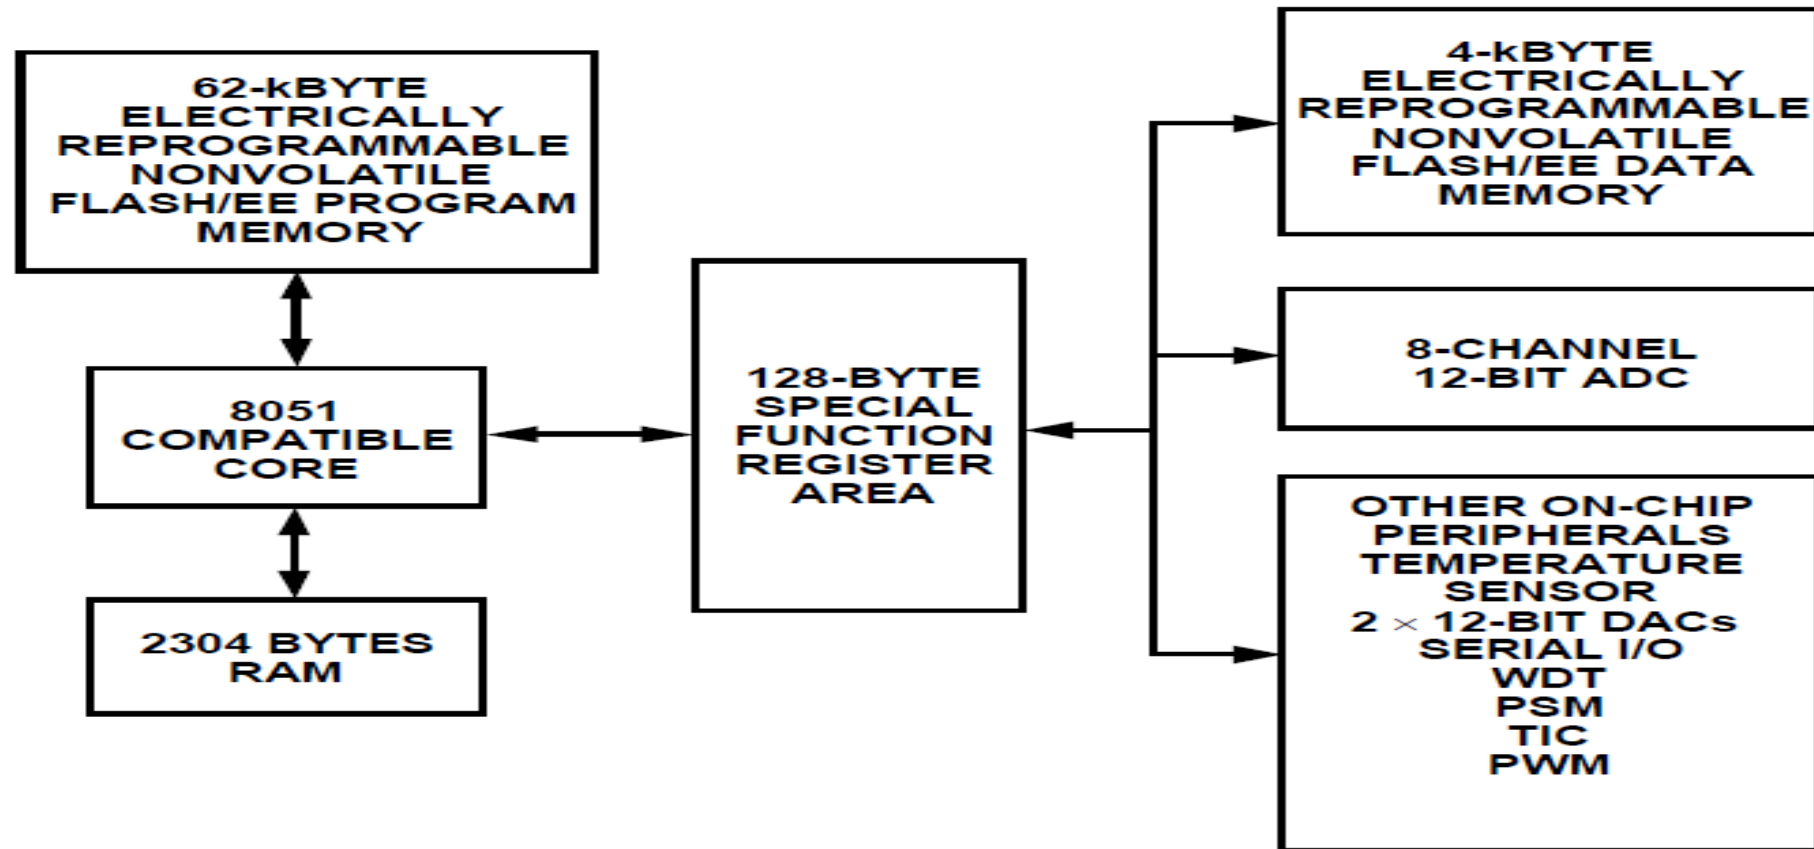 62-kBYTE
ELECTRICALLY
REPROGRAMMABLE
NONVOLATILE
FLASH/EE PROGRAM
MEMORY
8051
COMPATIBLE
CORE
2304 BYTES
RAM
128-BYTE
SPECIAL
FUNCTION
REGISTER
AREA
4-kBYTE
ELECTRICALLY
REPROGRAMMABLE
NONVOLATILE
FLASH/EE DATA
MEMORY
8-CHANNEL
12-BIT ADC
OTHER ON-CHIP
PERIPHERALS
TEMPERATURE
SENSOR
2 × 12-BIT DACs
SERIAL I/O
WDT
PSM
TIC
PWM